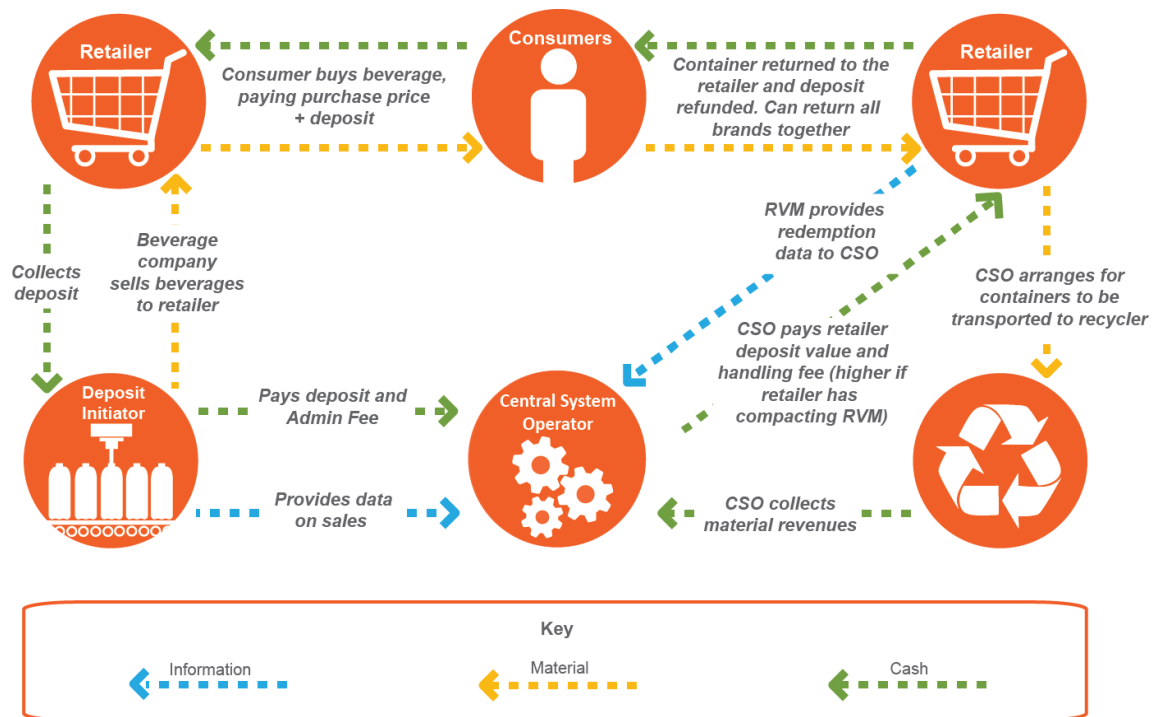 Retailer
Consumers
Retailer
Consumer buys beverage,
paying purchase price
+ deposit
Container returned to the
retailer and deposit
refunded. Can return all
brands together
Collects
deposit
Beverage
company
sells beverages
to retailer
RVM provides
redemption
data to CSO
CSO arranges for
containers to be
transported to recycler
CSO pays retailer
deposit value and
handling fee (higher if
retailer has
compacting RVM)
Deposit
Initiator
Pays deposit and
Admin Fee
Central System
Operator
Provides data
on sales
CSO collects
material revenues
Key
Information
Material
Cash